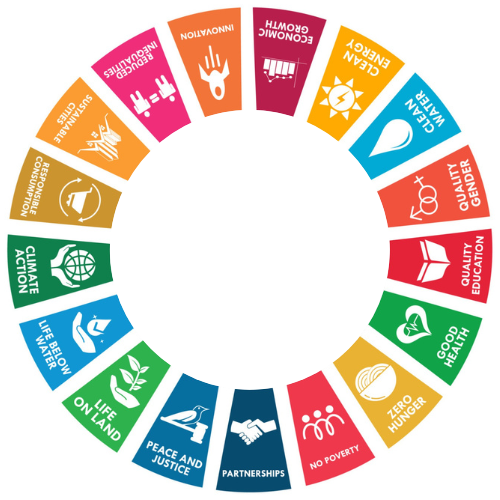 INNOVATION
ECONOMIC
GROWTH
CLEAN
ENERGY
CLEAN
WATER
QUALITY
GENDER
QUALITY
EDUCATION
GOOD
HEALTH
ZERO
HUNGER
NO POVERTY
PARTNERSHIPS
PEACE AND
JUSTICE
LIFE
ON LAND
LIFE BELOW
WATER
CLIMATE
ACTION
RESPONSIBLE
CONSUMPTION
SUSTAINABLE
CITIES
REDUCED
INEQUALITIES